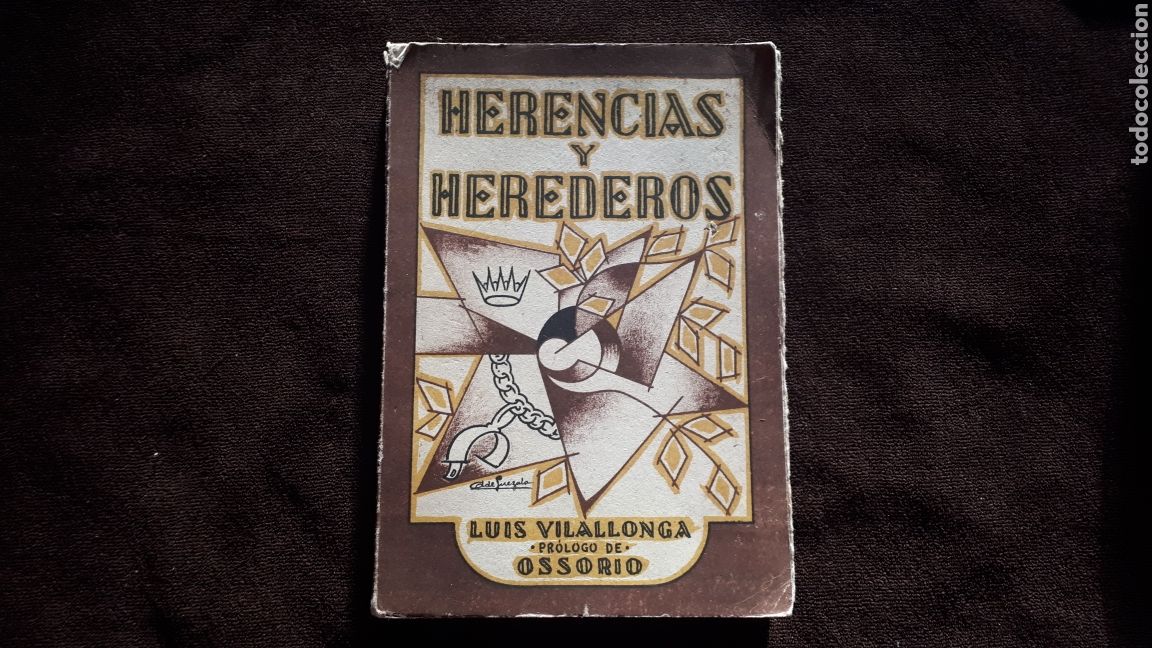 HERENCIAS
Y
HEREDEROS
LUIS VILALLONGA
·PRÓLOGO DE·
OSSORIO
todocoleccion